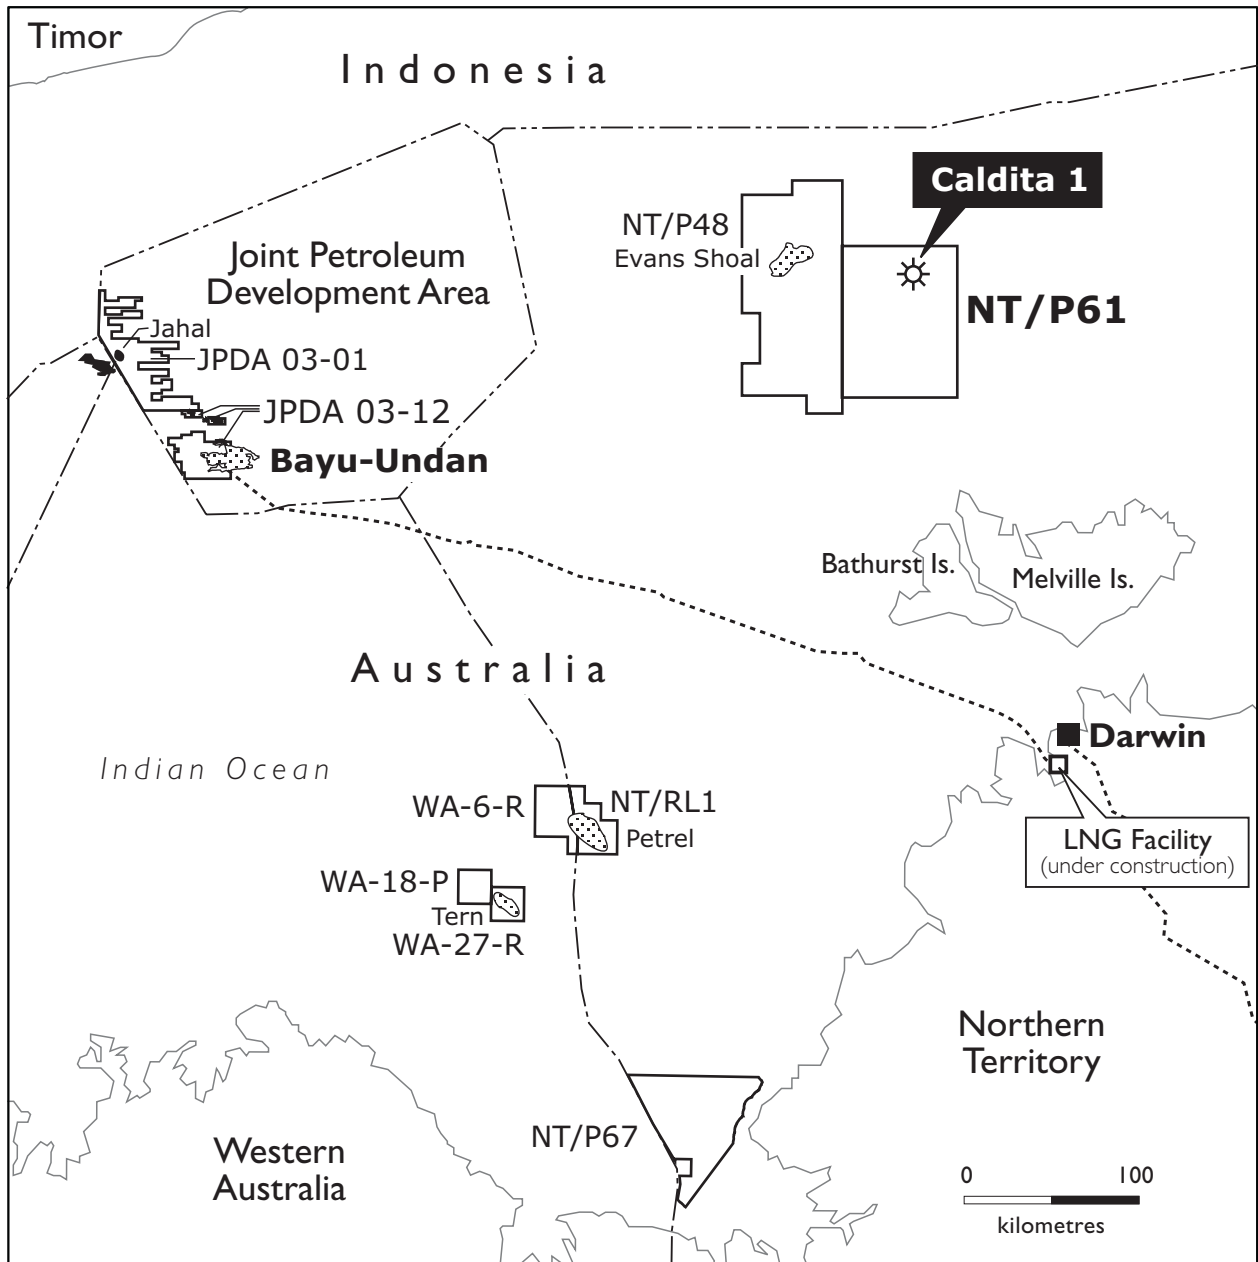 Timor
Indonesia
Caldita 1
NT/P48
Evans Shoal
NT/P61
Joint Petroleum
Development Area
Jahal
JPDA 03-01
JPDA 03-12
Bayu-Undan
Bathurst Is.
Melville Is.
Australia
Darwin
Indian Ocean
LNG Facility
(under construction)
WA-6-R
NT/RL1
Petrel
WA-18-P
Tern
WA-27-R
Northern
Territory
NT/P67
Western
Australia
0 100
kilometres